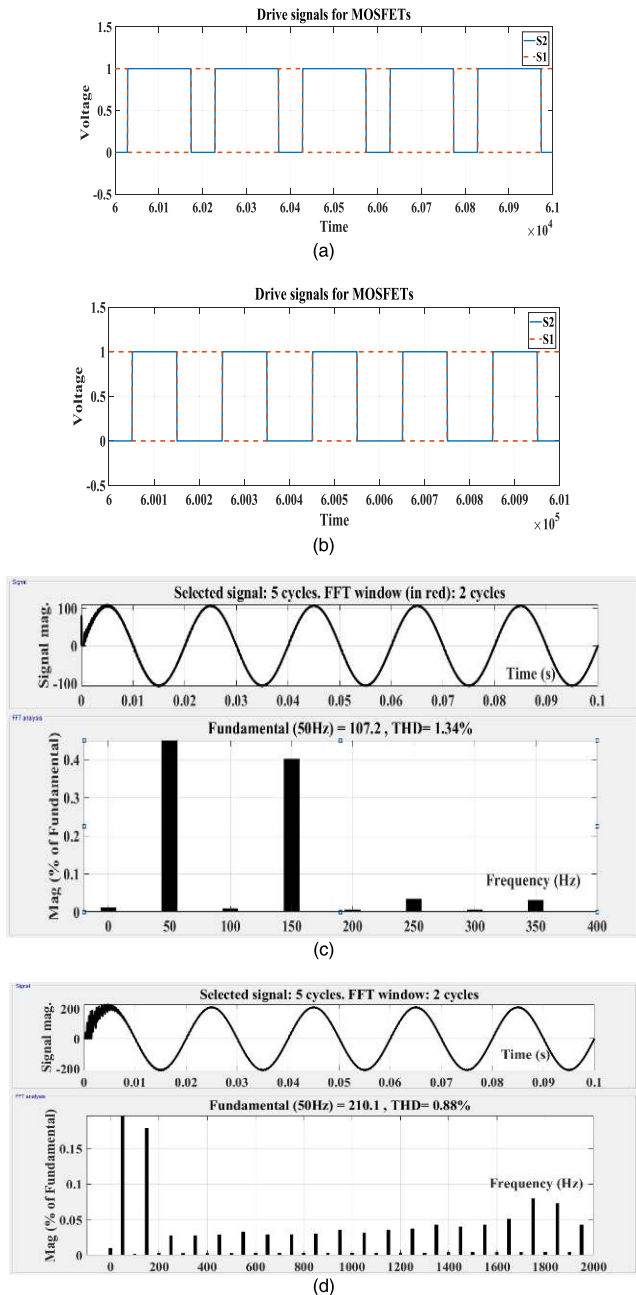 Drive signals for MOSFETs
1.5
1
0.5
0
-0.5
Voltage
S2
S1
6 6.01 6.02 6.03 6.04 6.05 6.06 6.07 6.08 6.09 6.1
Time
×10^4
(a)
Drive signals for MOSFETs
1.5
1
0.5
0
-0.5
Voltage
S2
S1
6 6.001 6.002 6.003 6.004 6.005 6.006 6.007 6.008 6.009 6.01
Time
×10^5
(b)
Signal
Selected signal: 5 cycles. FFT window (in red): 2 cycles
Signal mag.
100
0
-100
Time (s)
0 0.01 0.02 0.03 0.04 0.05 0.06 0.07 0.08 0.09 0.1
FFT analysis
Fundamental (50Hz) = 107.2 , THD= 1.34%
Mag (% of Fundamental)
0.4
0.3
0.2
0.1
0
Frequency (Hz)
0 50 100 150 200 250 300 350 400
(c)
Signal
Selected signal: 5 cycles. FFT window: 2 cycles
Signal mag.
200
0
-200
Time (s)
0 0.01 0.02 0.03 0.04 0.05 0.06 0.07 0.08 0.09 0.1
FFT analysis
Fundamental (50Hz) = 210.1 , THD= 0.88%
Mag (% of Fundamental)
0.15
0.1
0.05
0
Frequency (Hz)
0 200 400 600 800 1000 1200 1400 1600 1800 2000
(d)